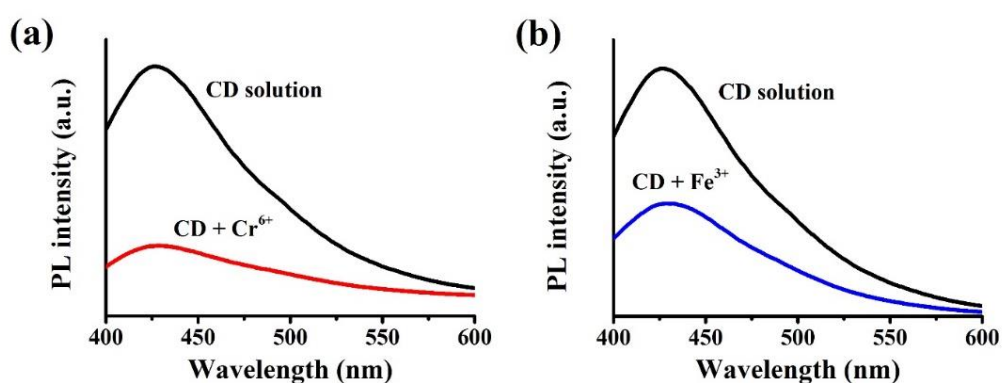 (a)
PL intensity (a.u.)
CD solution
CD + Cr⁶⁺
400 450 500 550 600
Wavelength (nm)
(b)
PL intensity (a.u.)
CD solution
CD + Fe³⁺
400 450 500 550 600
Wavelength (nm)